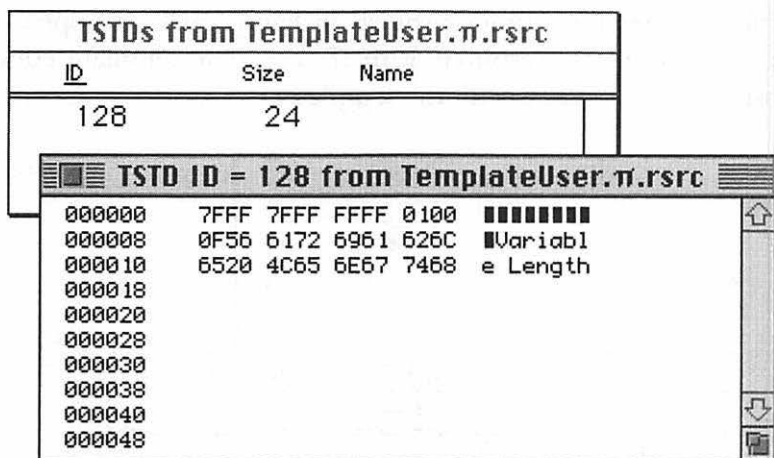 TSTDs from TemplateUser.π.rsrc
ID Size Name
128 24
TSTD ID = 128 from TemplateUser.π.rsrc
000000 7FFF 7FFF FFFF 0100 ▮▮▮▮▮▮▮▮
000008 0F56 6172 6961 626C ▮Variabl
000010 6520 4C65 6E67 7468 e Length
000018
000020
000028
000030
000038
000040
000048